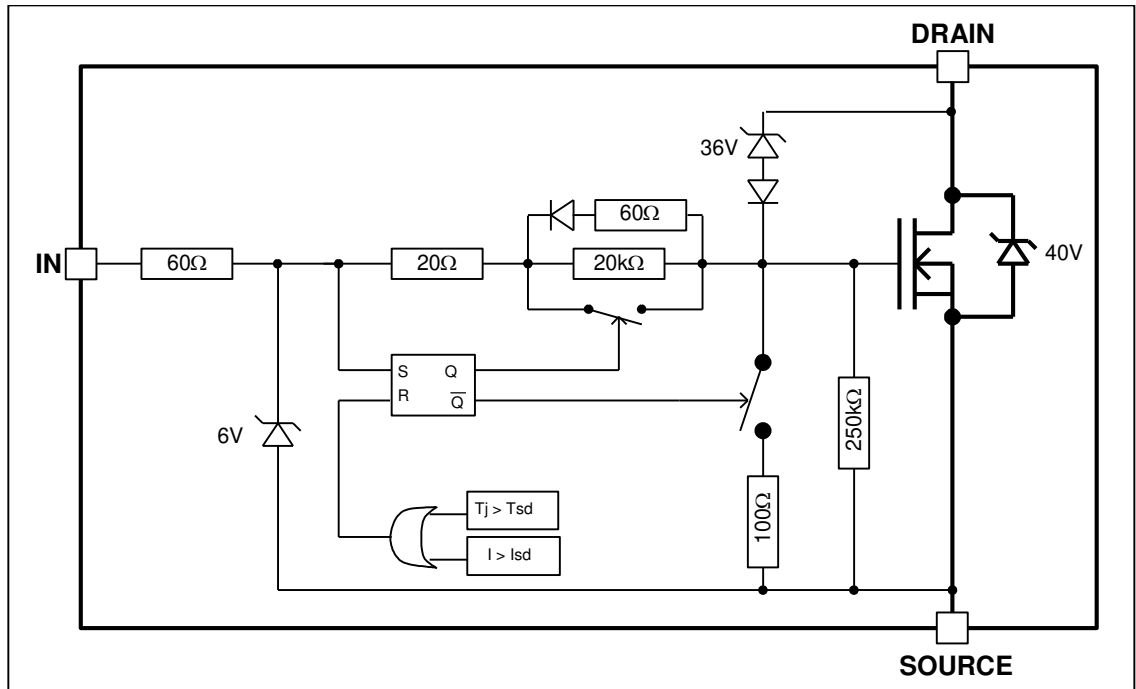 DRAIN
36V
60Ω
40V
IN
60Ω
20Ω
20kΩ
S Q
R Q̅
6V
250kΩ
Tj > Tsd
100Ω
I > Isd
SOURCE